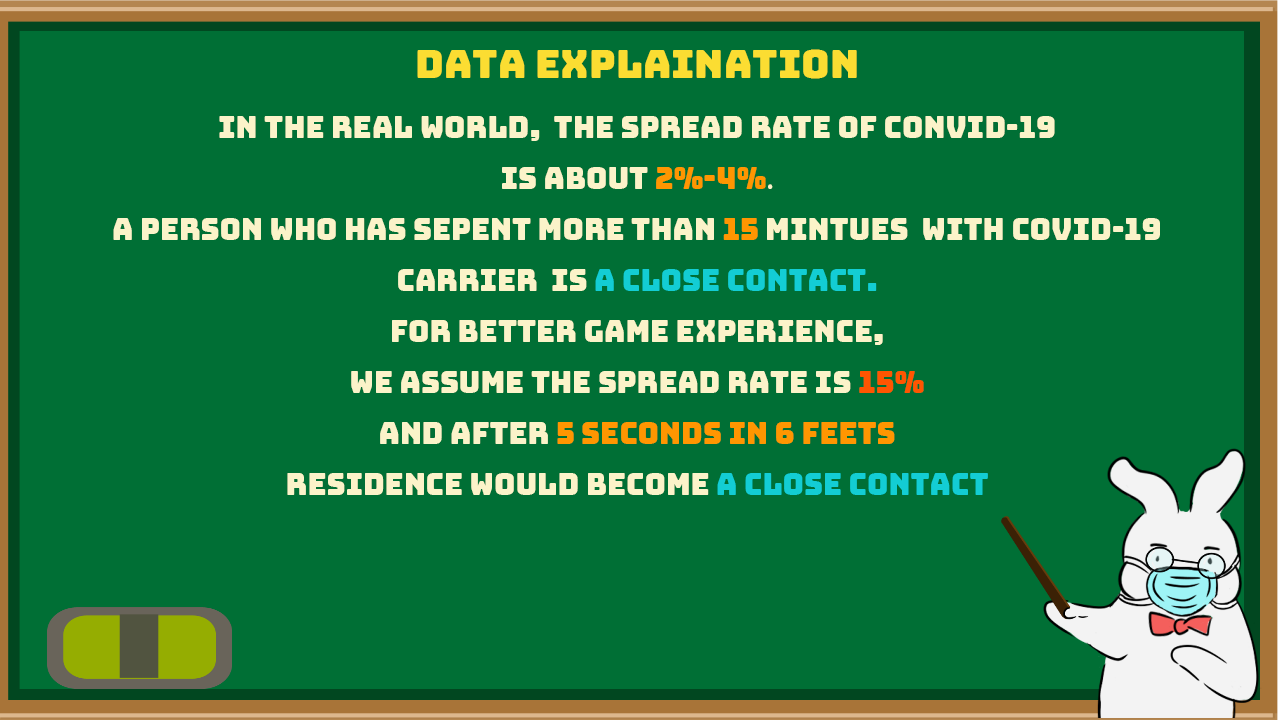 DATA EXPLAINATION
IN THE REAL WORLD, THE SPREAD RATE OF CONVID-19
IS ABOUT 2%-4%.
A PERSON WHO HAS SEPENT MORE THAN 15 MINTUES WITH COVID-19
CARRIER IS A CLOSE CONTACT.
FOR BETTER GAME EXPERIENCE,
WE ASSUME THE SPREAD RATE IS 15%
AND AFTER 5 SECONDS IN 6 FEETS
RESIDENCE WOULD BECOME A CLOSE CONTACT